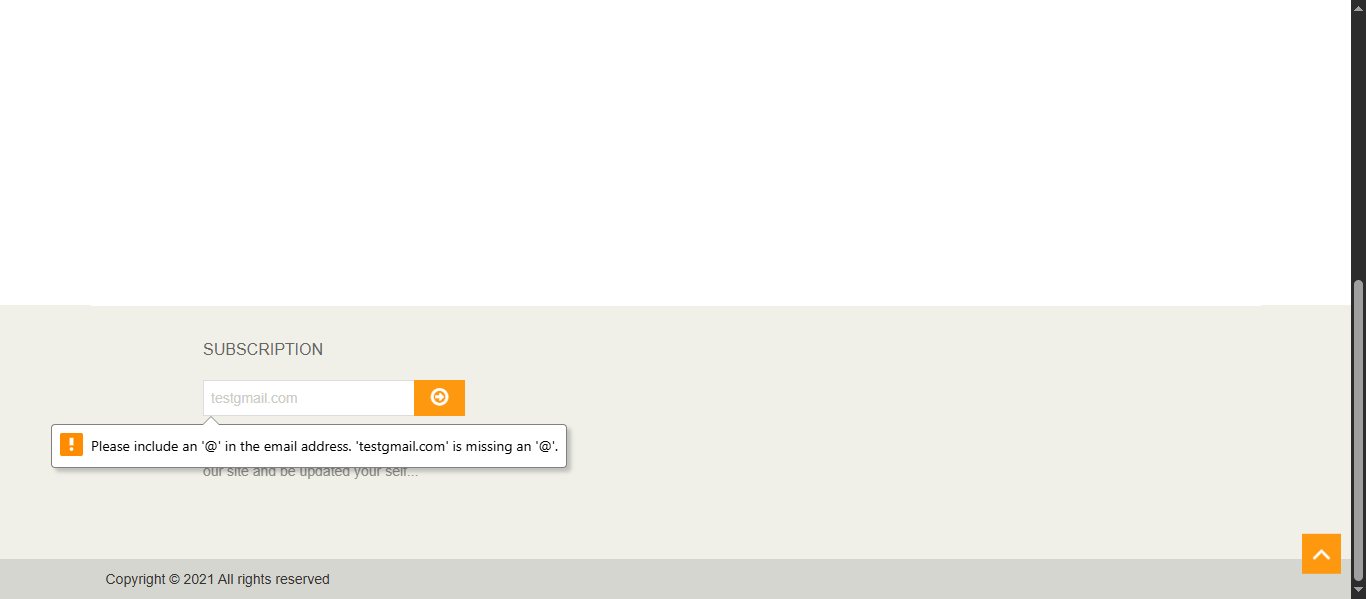 SUBSCRIPTION
testgmail.com
Please include an '@' in the email address. 'testgmail.com' is missing an '@'.
our site and be updated your self...
Copyright © 2021 All rights reserved